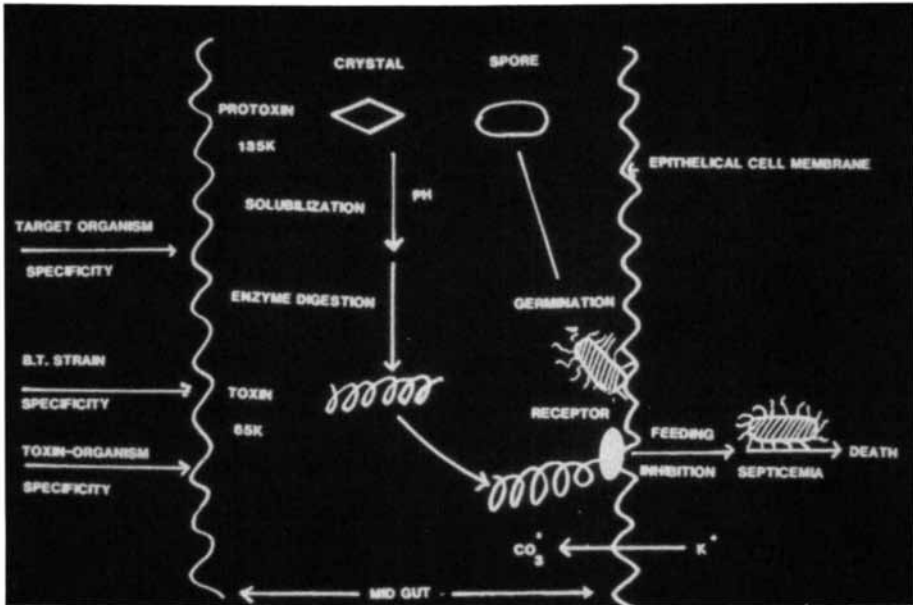 CRYSTAL SPORE
PROTOXIN
135K
EPITHELICAL CELL MEMBRANE
PH
SOLUBILIZATION
TARGET ORGANISM
SPECIFICITY
ENZYME DIGESTION
GERMINATION
B.T. STRAIN
SPECIFICITY
TOXIN
65K
RECEPTOR
TOXIN-ORGANISM
SPECIFICITY
FEEDING
INHIBITION
SEPTICEMIA
DEATH
K+
MID GUT